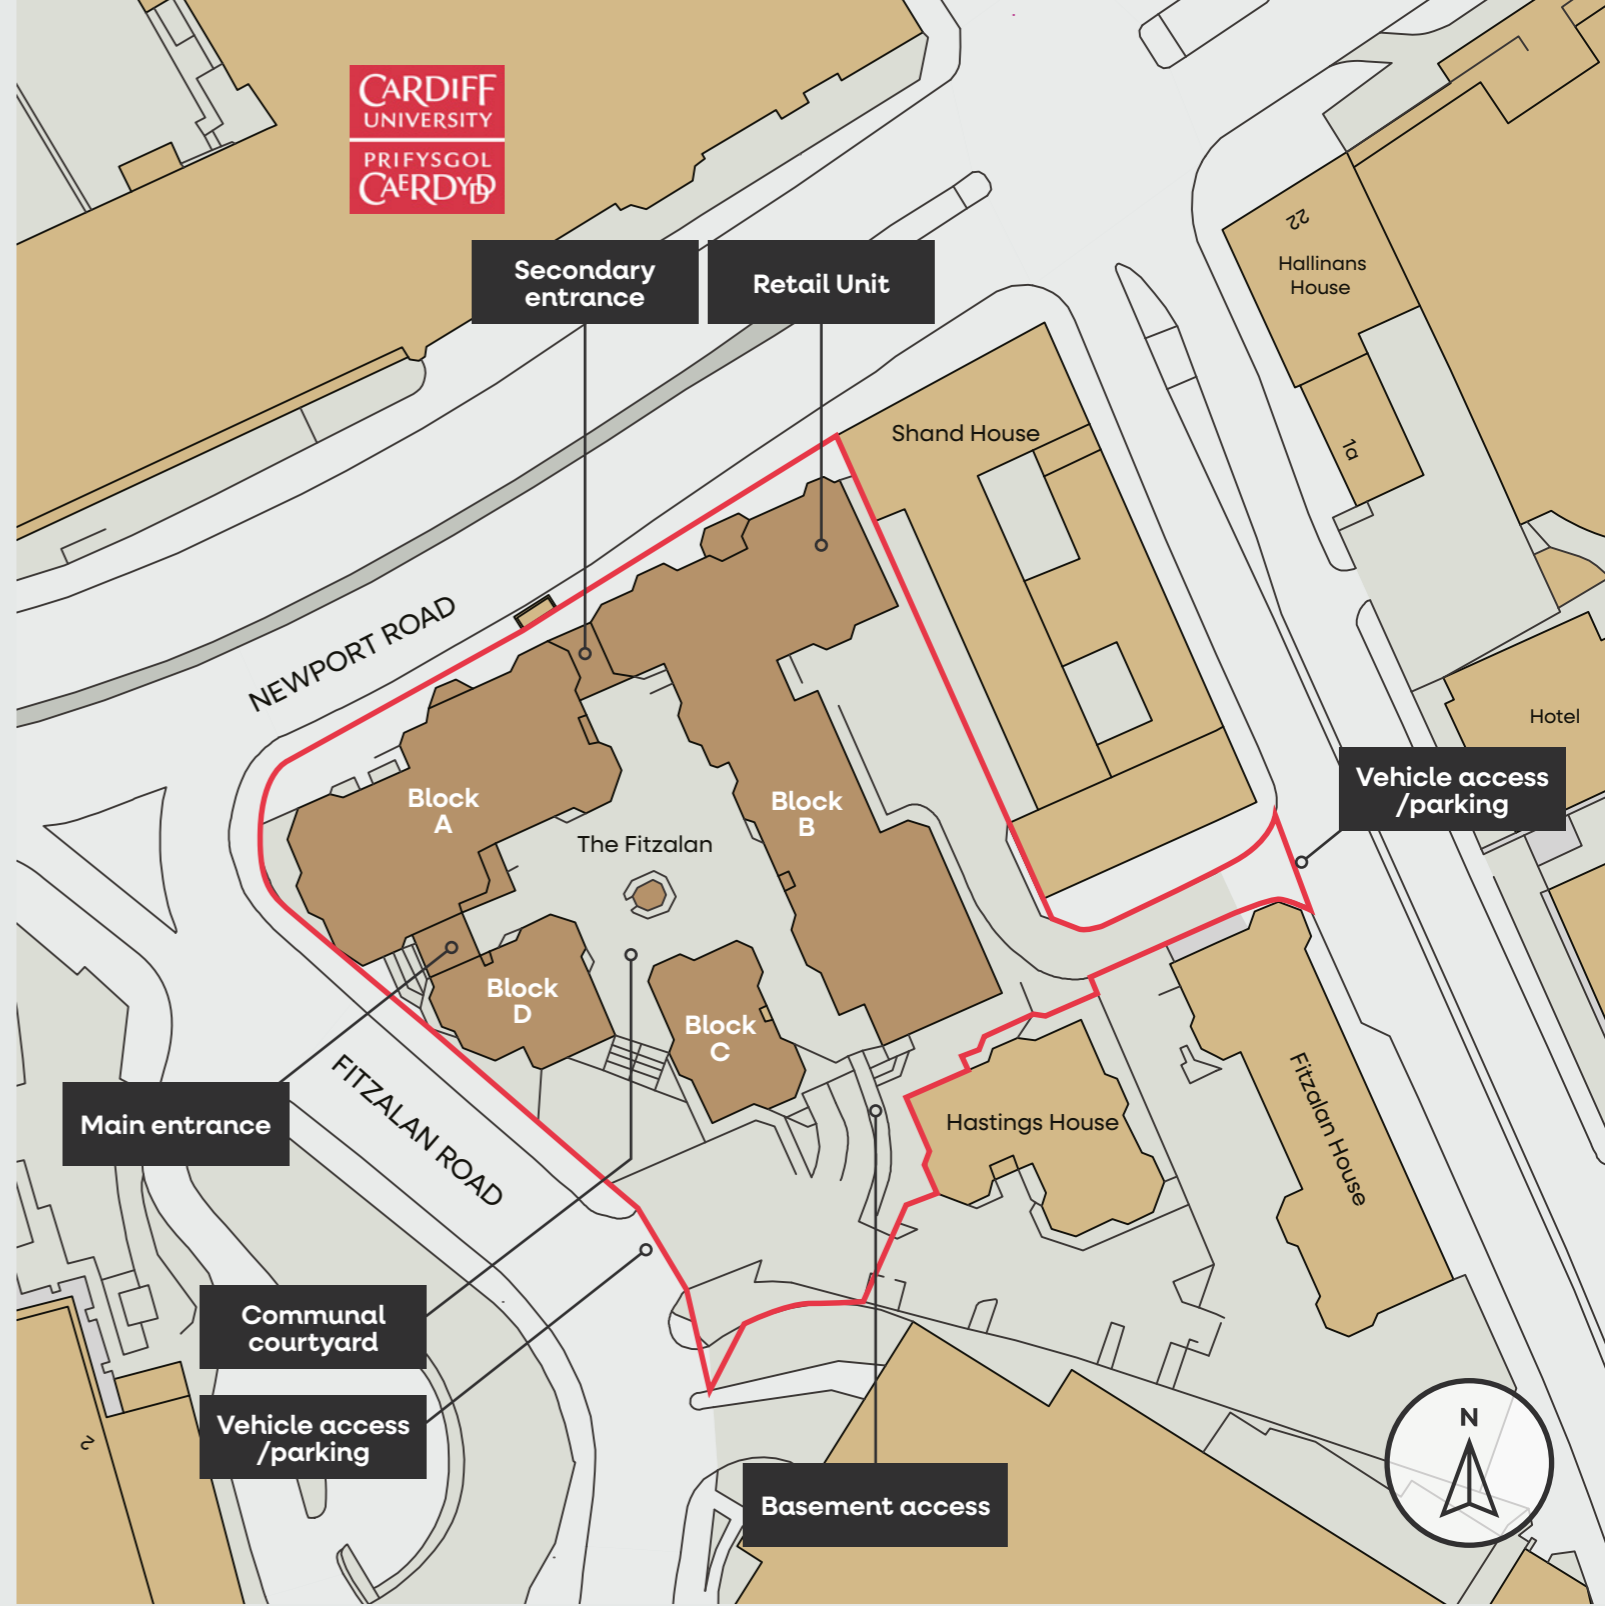 CARDIFF
UNIVERSITY
PRIFYSGOL
CAERDYDD
Secondary
entrance
Retail Unit
22
Hallinans
House
1a
Shand House
NEWPORT ROAD
Hotel
Vehicle access
/parking
Block
A
Block
B
The Fitzalan
Block
D
Block
C
Main entrance
FITZALAN ROAD
Hastings House
Fitzalan House
Communal
courtyard
Vehicle access
/parking
2
Basement access
N